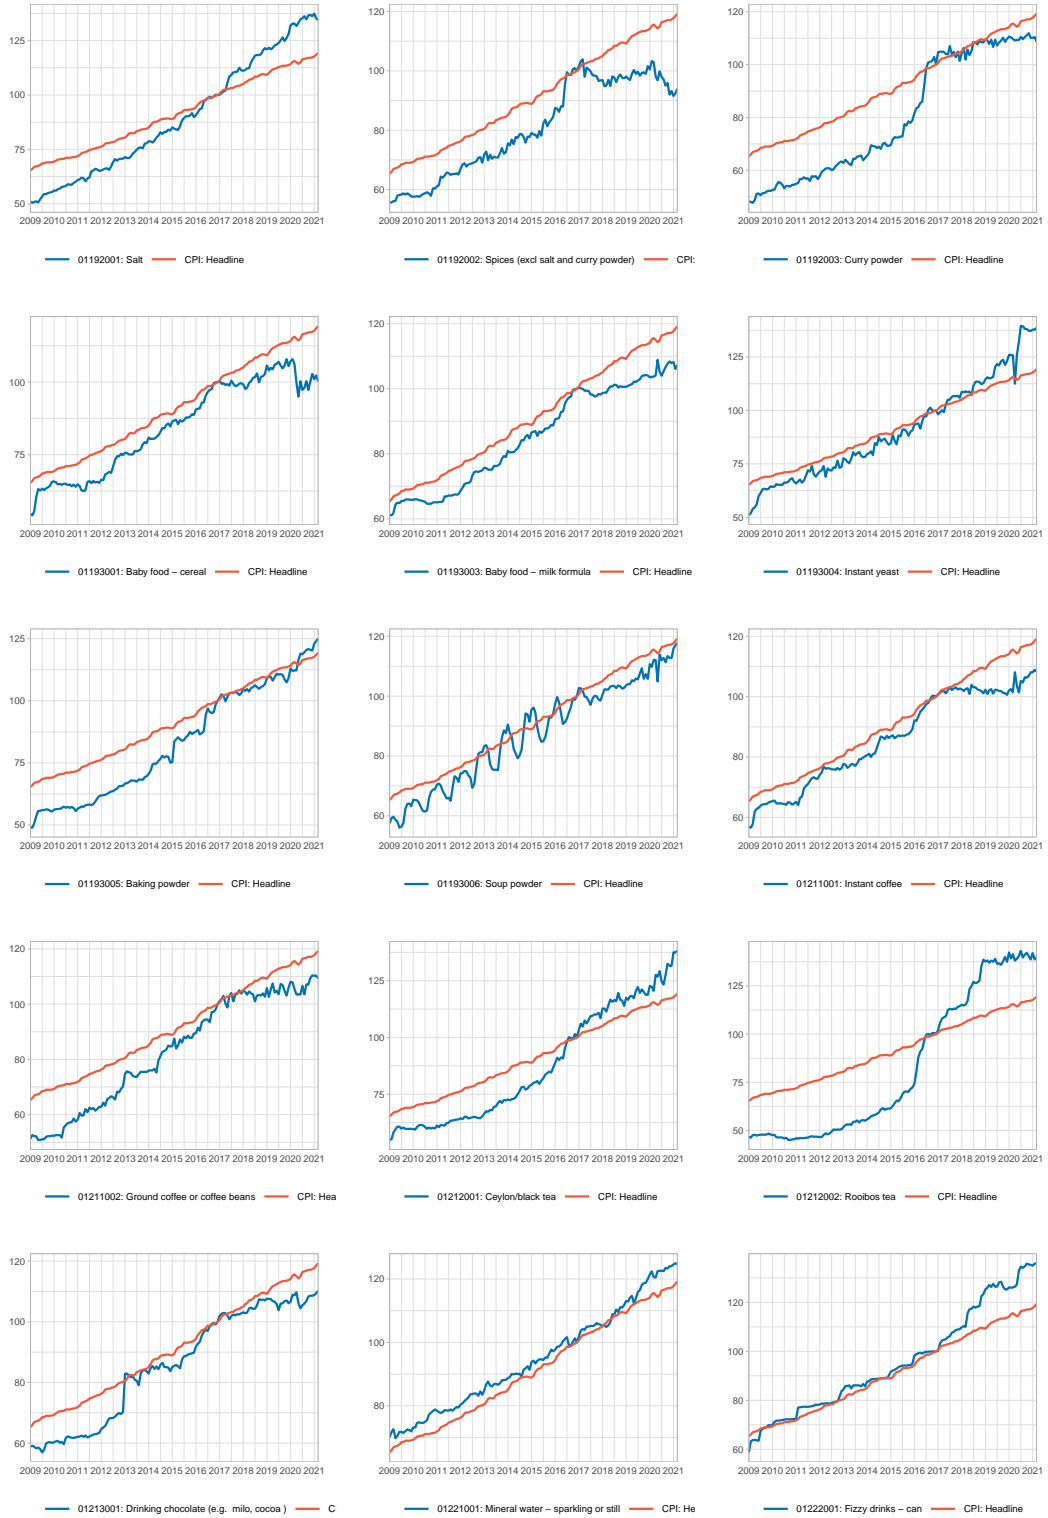 125
100
75
50
2009 2010 2011 2012 2013 2014 2015 2016 2017 2018 2019 2020 2021
01192001: Salt CPI: Headline
120
100
80
60
2009 2010 2011 2012 2013 2014 2015 2016 2017 2018 2019 2020 2021
01192002: Spices (excl salt and curry powder) CPI:
120
100
80
60
2009 2010 2011 2012 2013 2014 2015 2016 2017 2018 2019 2020 2021
01192003: Curry powder CPI: Headline
100
75
2009 2010 2011 2012 2013 2014 2015 2016 2017 2018 2019 2020 2021
01193001: Baby food – cereal CPI: Headline
120
100
80
60
2009 2010 2011 2012 2013 2014 2015 2016 2017 2018 2019 2020 2021
01193003: Baby food – milk formula CPI: Headline
125
100
75
50
2009 2010 2011 2012 2013 2014 2015 2016 2017 2018 2019 2020 2021
01193004: Instant yeast CPI: Headline
125
100
75
50
2009 2010 2011 2012 2013 2014 2015 2016 2017 2018 2019 2020 2021
01193005: Baking powder CPI: Headline
120
100
80
60
2009 2010 2011 2012 2013 2014 2015 2016 2017 2018 2019 2020 2021
01193006: Soup powder CPI: Headline
120
100
80
60
2009 2010 2011 2012 2013 2014 2015 2016 2017 2018 2019 2020 2021
01211001: Instant coffee CPI: Headline
120
100
80
60
2009 2010 2011 2012 2013 2014 2015 2016 2017 2018 2019 2020 2021
01211002: Ground coffee or coffee beans CPI: Hea
125
100
75
2009 2010 2011 2012 2013 2014 2015 2016 2017 2018 2019 2020 2021
01212001: Ceylon/black tea CPI: Headline
125
100
75
50
2009 2010 2011 2012 2013 2014 2015 2016 2017 2018 2019 2020 2021
01212002: Rooibos tea CPI: Headline
120
100
80
60
2009 2010 2011 2012 2013 2014 2015 2016 2017 2018 2019 2020 2021
01213001: Drinking chocolate (e.g. milo, cocoa ) C
120
100
80
2009 2010 2011 2012 2013 2014 2015 2016 2017 2018 2019 2020 2021
01221001: Mineral water – sparkling or still CPI: He
120
100
80
60
2009 2010 2011 2012 2013 2014 2015 2016 2017 2018 2019 2020 2021
01222001: Fizzy drinks – can CPI: Headline